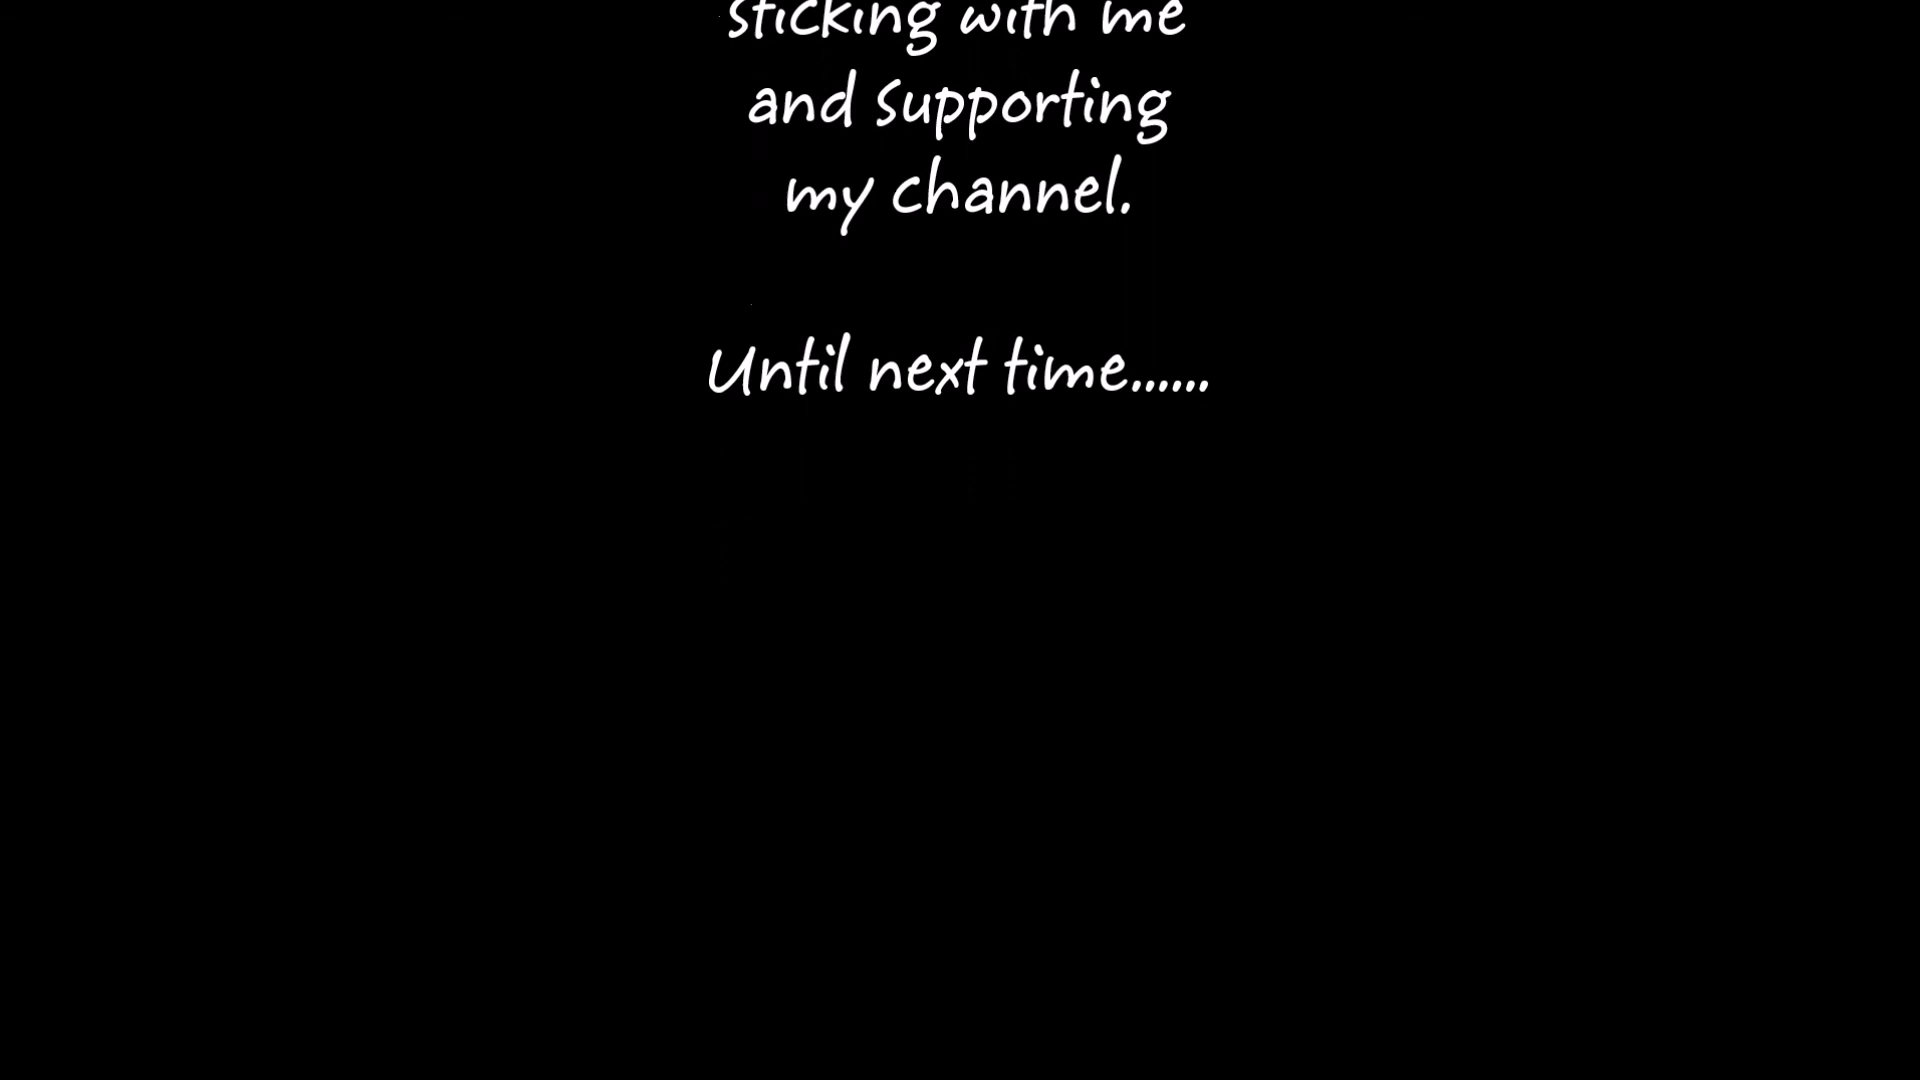 sticking with me
and supporting
my channel.
Until next time......